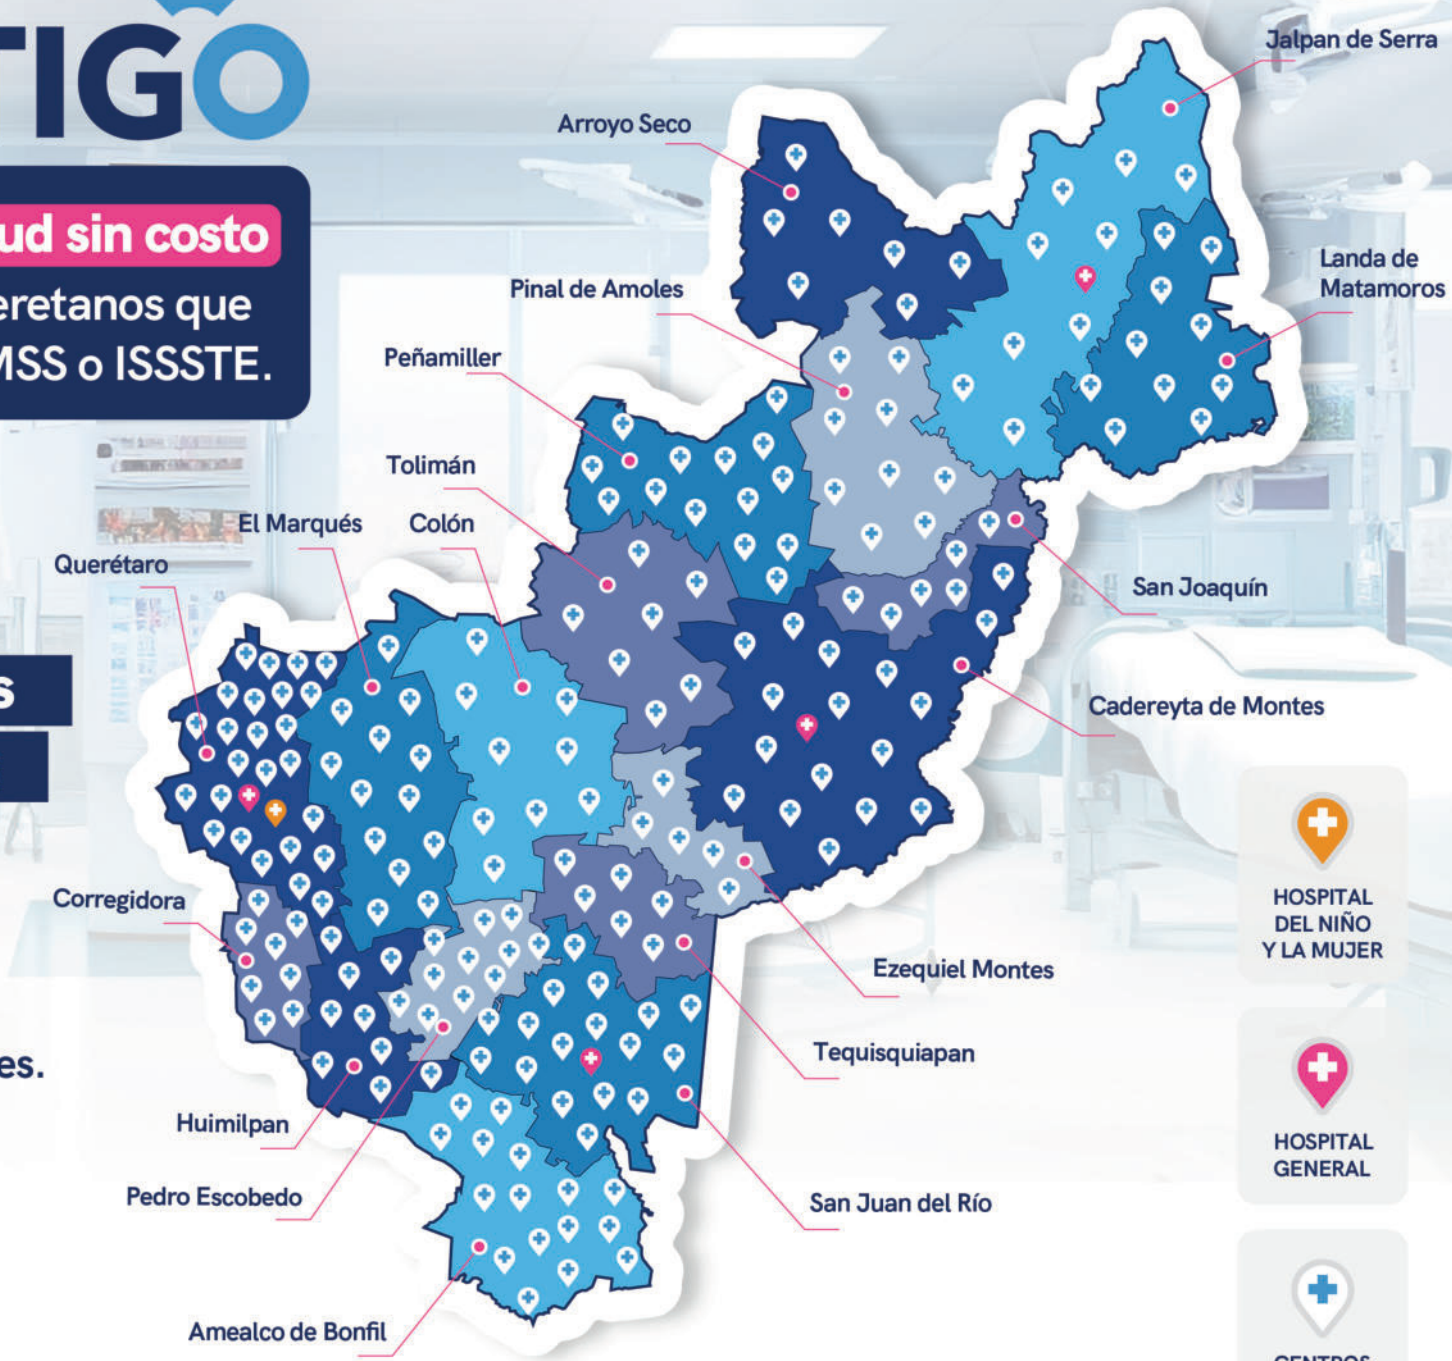 TIGO
ud sin costo
eretanos que
MSS o ISSSTE.
s
es.
Jalpan de Serra
Arroyo Seco
Landa de
Matamoros
Pinal de Amoles
Peñamiller
Tolimán
El Marqués
Colón
Querétaro
San Joaquín
Cadereyta de Montes
Corregidora
Ezequiel Montes
Tequisquiapan
Huimilpan
Pedro Escobedo
San Juan del Río
Amealco de Bonfil
HOSPITAL
DEL NIÑO
Y LA MUJER
HOSPITAL
GENERAL
CENTROS